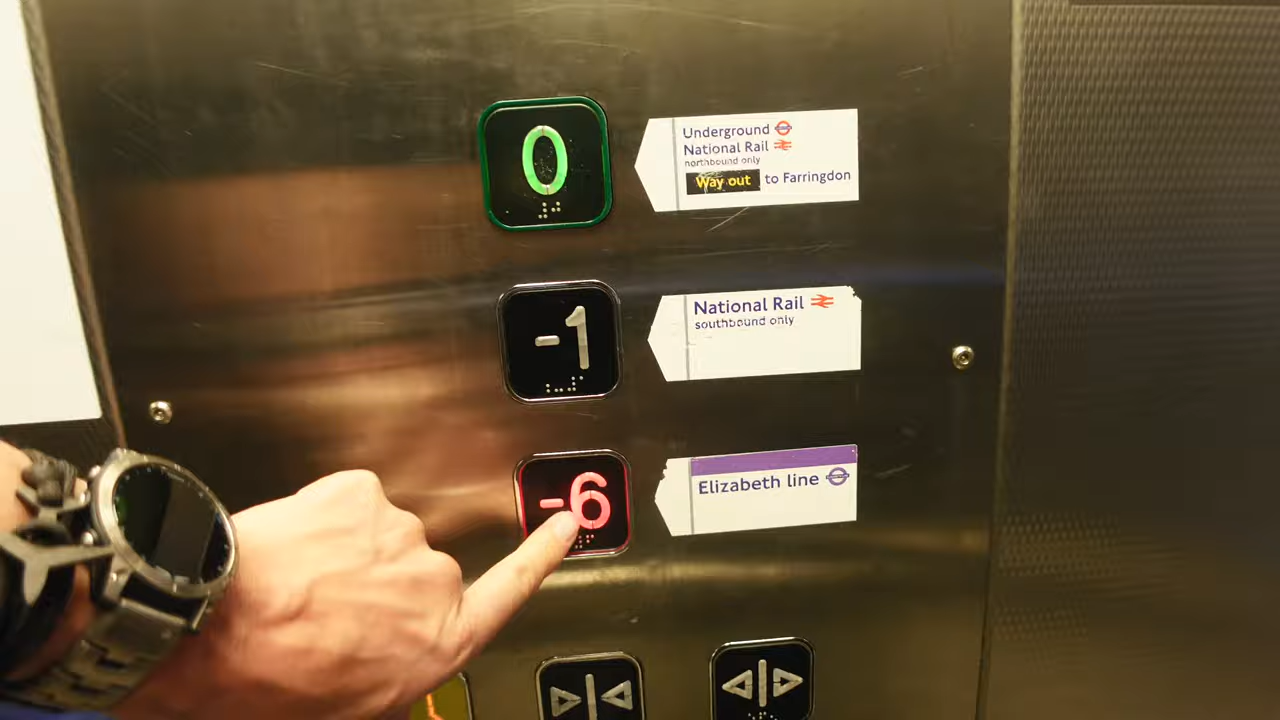 0
Underground
National Rail
northbound only
Way out to Farringdon
-1
National Rail
southbound only
-6
Elizabeth line